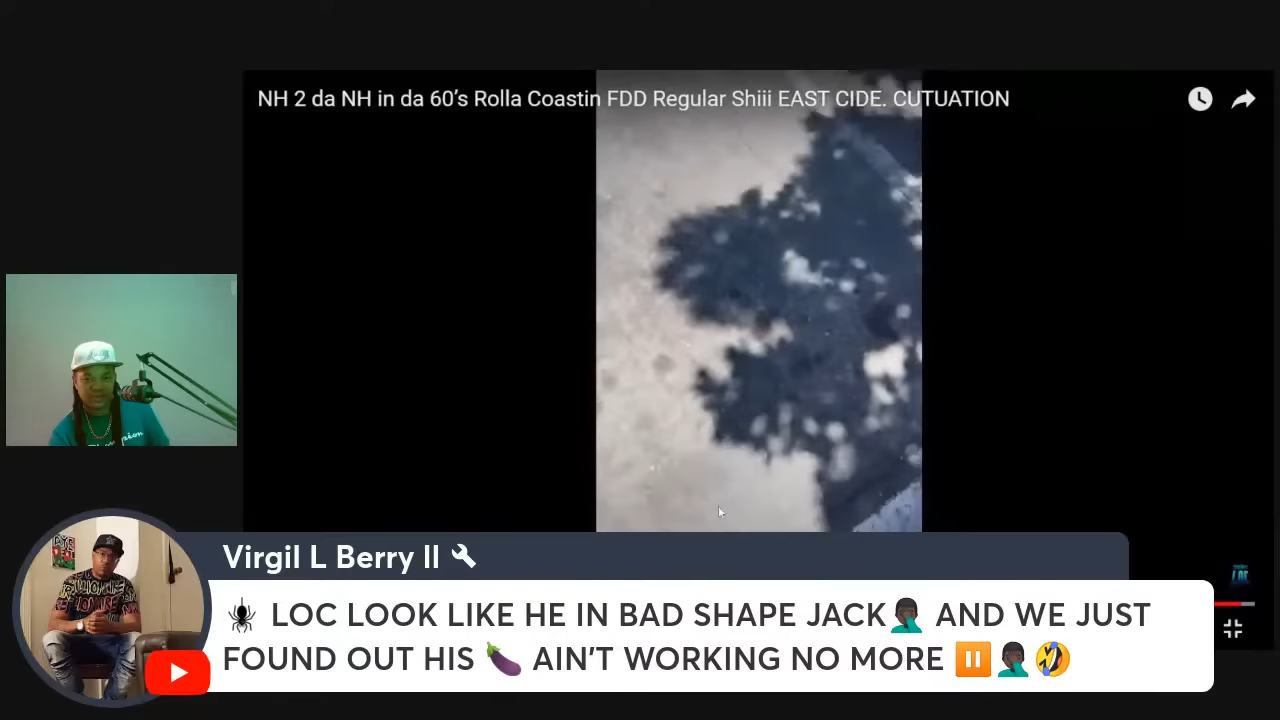 NH 2 da NH in da 60’s Rolla Coastin FDD Regular Shiii EAST CIDE. CUTUATION
Virgil L Berry II 🔧
🕷 LOC LOOK LIKE HE IN BAD SHAPE JACK🤦🏿‍♂️ AND WE JUST
FOUND OUT HIS 🍆 AIN’T WORKING NO MORE ⏸️🤦🏿‍♂️🤣
LOC